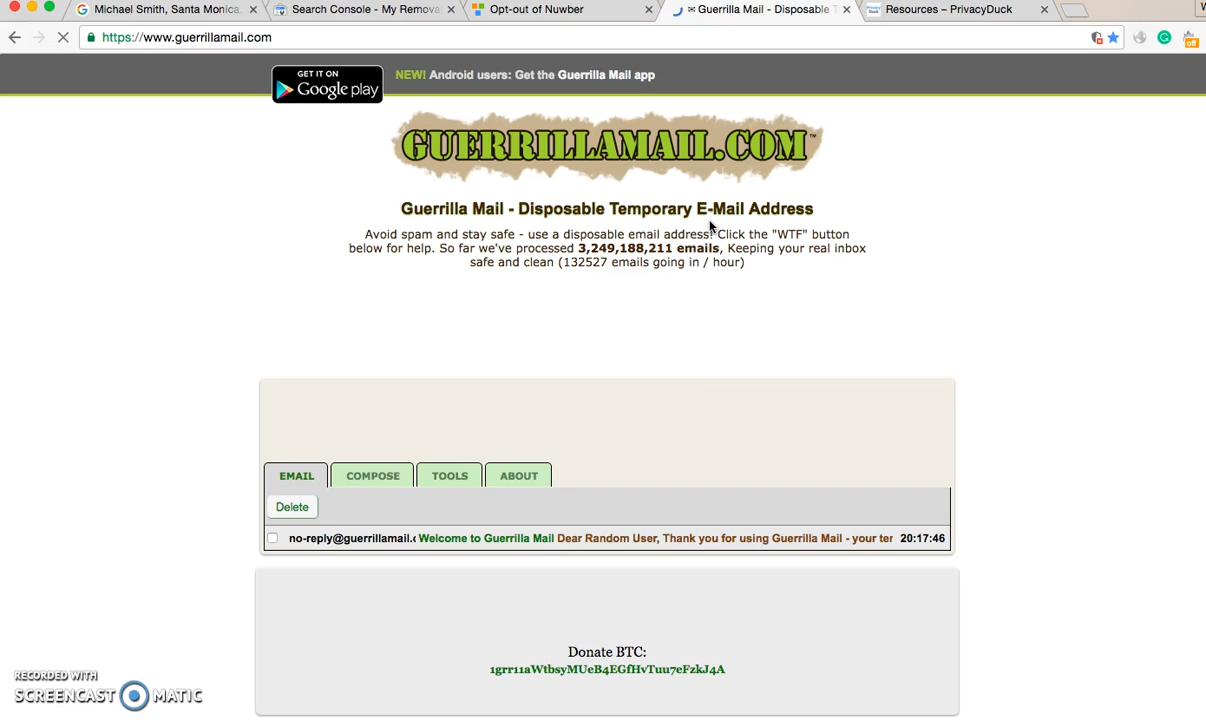 Michael Smith, Santa Monica,
Search Console - My Remova
Opt-out of Nuwber
Guerrilla Mail - Disposable T
Resources – PrivacyDuck
https://www.guerrillamail.com
off
GET IT ON
Google play
NEW! Android users: Get the Guerrilla Mail app
GUERRILLAMAIL.COM™
Guerrilla Mail - Disposable Temporary E-Mail Address
Avoid spam and stay safe - use a disposable email address! Click the "WTF" button
below for help. So far we've processed 3,249,188,211 emails, Keeping your real inbox
safe and clean (132527 emails going in / hour)
EMAIL COMPOSE TOOLS ABOUT
Delete
no-reply@guerrillamail.c Welcome to Guerrilla Mail Dear Random User, Thank you for using Guerrilla Mail - your ter 20:17:46
Donate BTC:
1grr11aWtbsyMUeB4EGfHvTuu7eFzkJ4A
RECORDED WITH
SCREENCAST MATIC